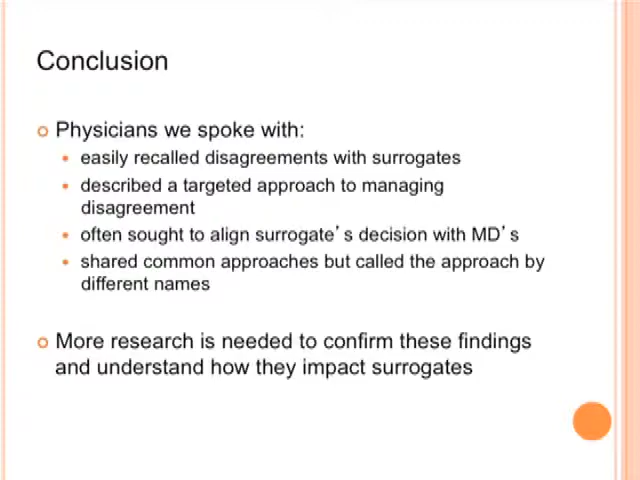 Conclusion
Physicians we spoke with:
easily recalled disagreements with surrogates
described a targeted approach to managing
disagreement
often sought to align surrogate’s decision with MD’s
shared common approaches but called the approach by
different names
More research is needed to confirm these findings
and understand how they impact surrogates